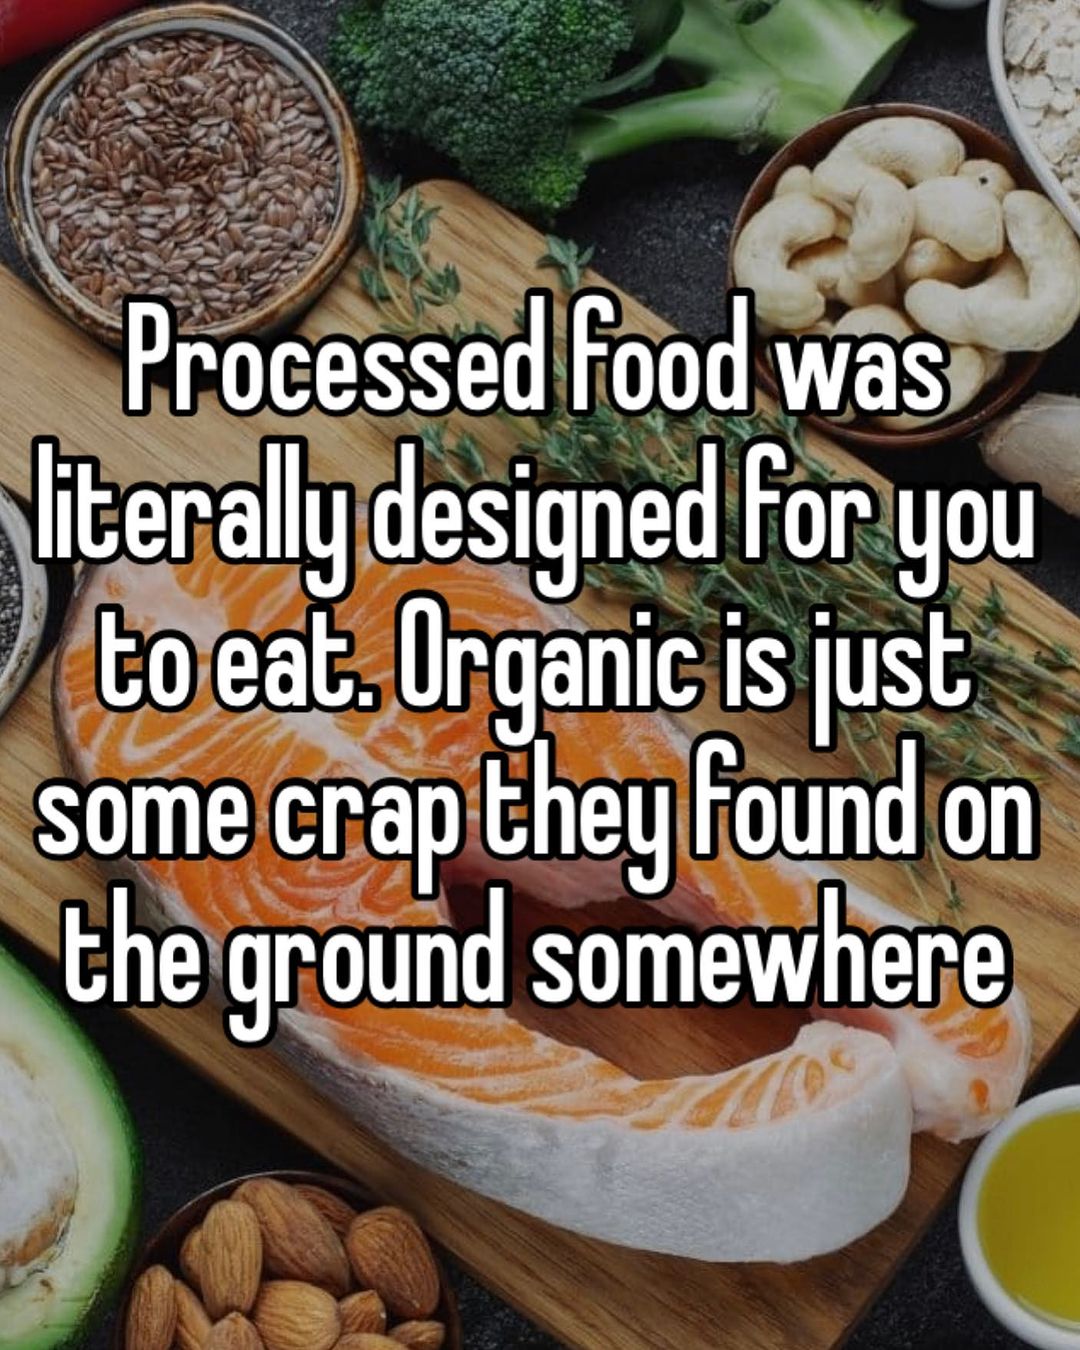 Processed food was
literally designed for you
to eat. Organic is just
some crap they found on
the ground somewhere